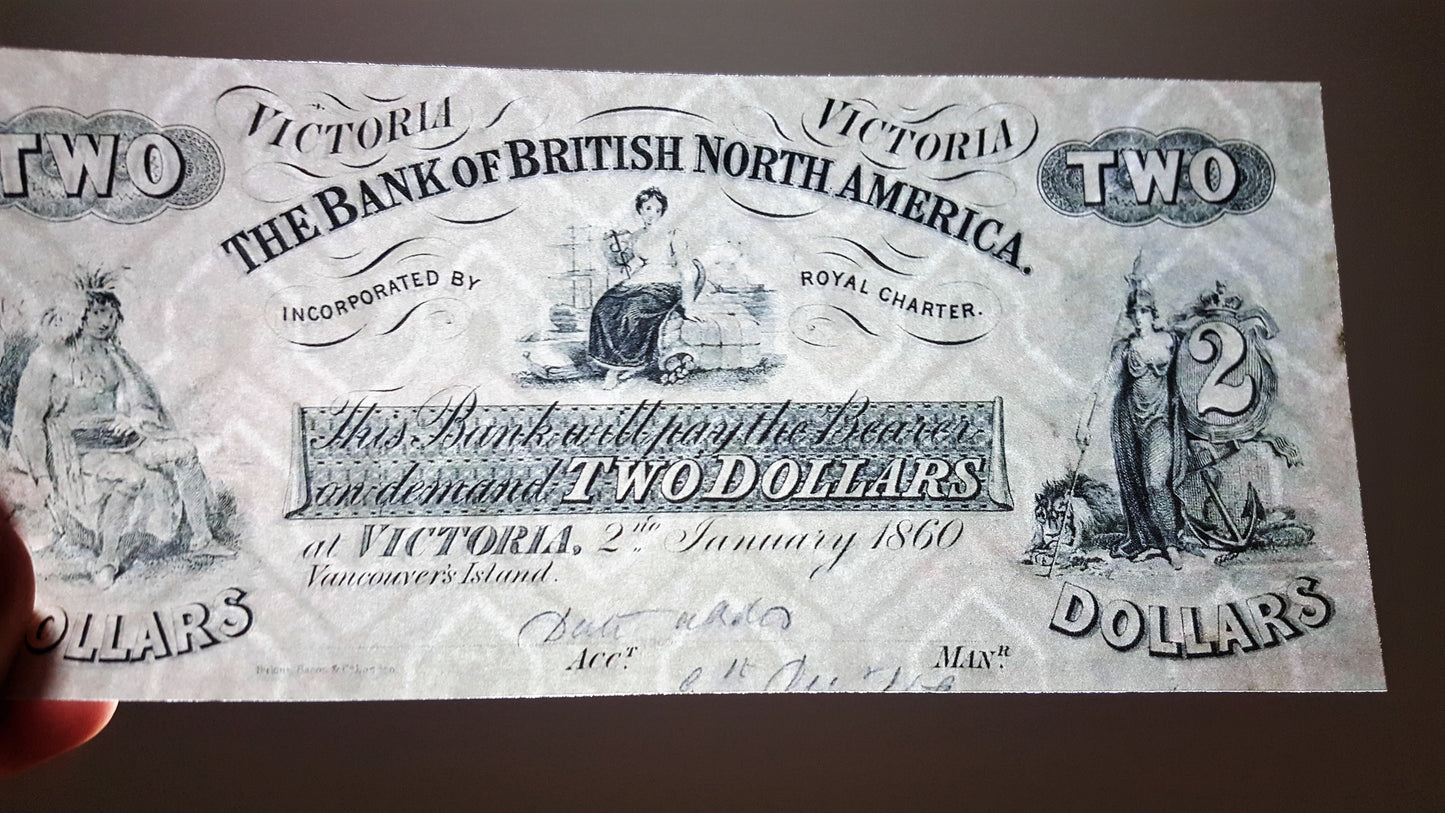 VICTORIA VICTORIA
TWO TWO
THE BANK OF BRITISH NORTH AMERICA.
INCORPORATED BY ROYAL CHARTER.
2
This Bank will pay the Bearer
on demand TWO DOLLARS
at VICTORIA, 2nd January 1860
Vancouver's Island.
OLLARS DOLLARS
ACCT. MANR.